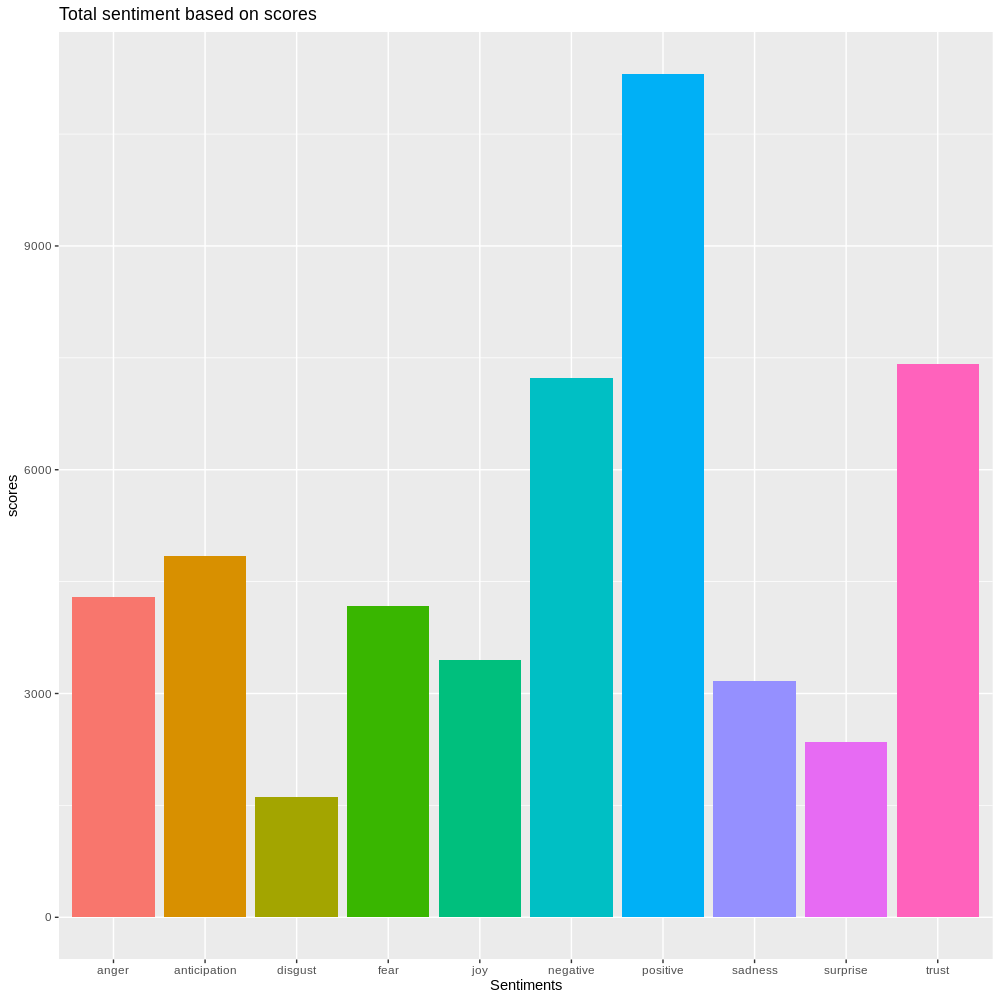 Total sentiment based on scores
scores
9000
6000
3000
0
anger anticipation disgust fear joy negative positive sadness surprise trust
Sentiments